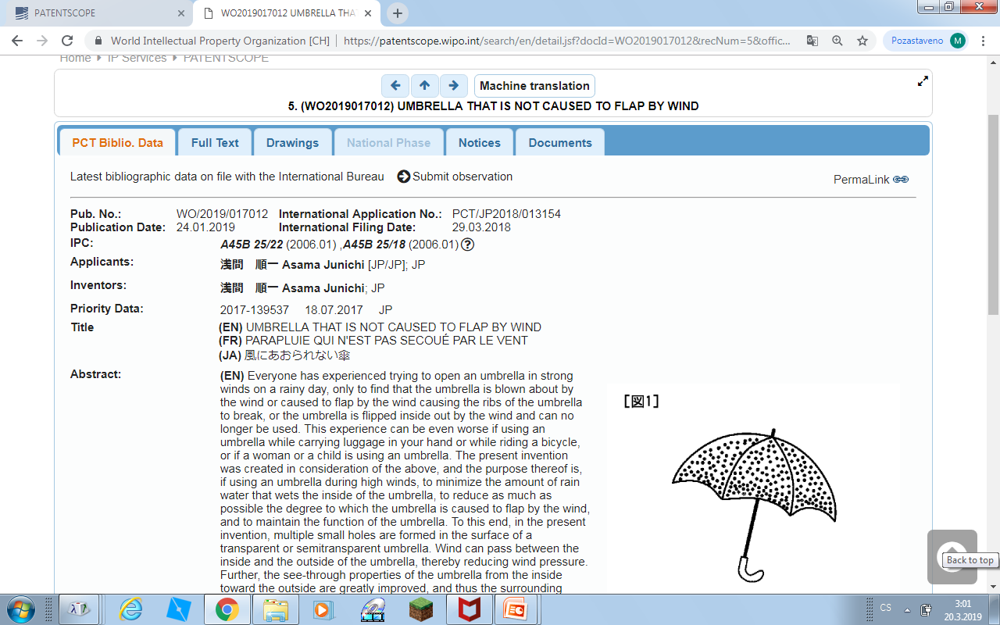 PATENTSCOPE
WO2019017012 UMBRELLA THA
World Intellectual Property Organization [CH]
https://patentscope.wipo.int/search/en/detail.jsf?docId=WO2019017012&recNum=5&offic...
Pozastaveno
M
Home IP Services PATENTSCOPE
Machine translation
5. (WO2019017012) UMBRELLA THAT IS NOT CAUSED TO FLAP BY WIND
PCT Biblio. Data Full Text Drawings National Phase Notices Documents
Latest bibliographic data on file with the International Bureau Submit observation
PermaLink
Pub. No.: WO/2019/017012 International Application No.: PCT/JP2018/013154
Publication Date: 24.01.2019 International Filing Date: 29.03.2018
IPC: A45B 25/22 (2006.01) ,A45B 25/18 (2006.01) ?
Applicants: 浅間 順一 Asama Junichi [JP/JP]; JP
Inventors: 浅間 順一 Asama Junichi; JP
Priority Data: 2017-139537 18.07.2017 JP
Title (EN) UMBRELLA THAT IS NOT CAUSED TO FLAP BY WIND
(FR) PARAPLUIE QUI N'EST PAS SECOUÉ PAR LE VENT
(JA) 風にあおられない傘
Abstract: (EN) Everyone has experienced trying to open an umbrella in strong
winds on a rainy day, only to find that the umbrella is blown about by
the wind or caused to flap by the wind causing the ribs of the umbrella
to break, or the umbrella is flipped inside out by the wind and can no
longer be used. This experience can be even worse if using an
umbrella while carrying luggage in your hand or while riding a bicycle,
or if a woman or a child is using an umbrella. The present invention
was created in consideration of the above, and the purpose thereof is,
if using an umbrella during high winds, to minimize the amount of rain
water that wets the inside of the umbrella, to reduce as much as
possible the degree to which the umbrella is caused to flap by the wind,
and to maintain the function of the umbrella. To this end, in the present
invention, multiple small holes are formed in the surface of a
transparent or semitransparent umbrella. Wind can pass between the
inside and the outside of the umbrella, thereby reducing wind pressure.
Further, the see-through properties of the umbrella from the inside
toward the outside are greatly improved, and thus the surrounding
[図1]
Back to top
CS
3:01
20.3.2019